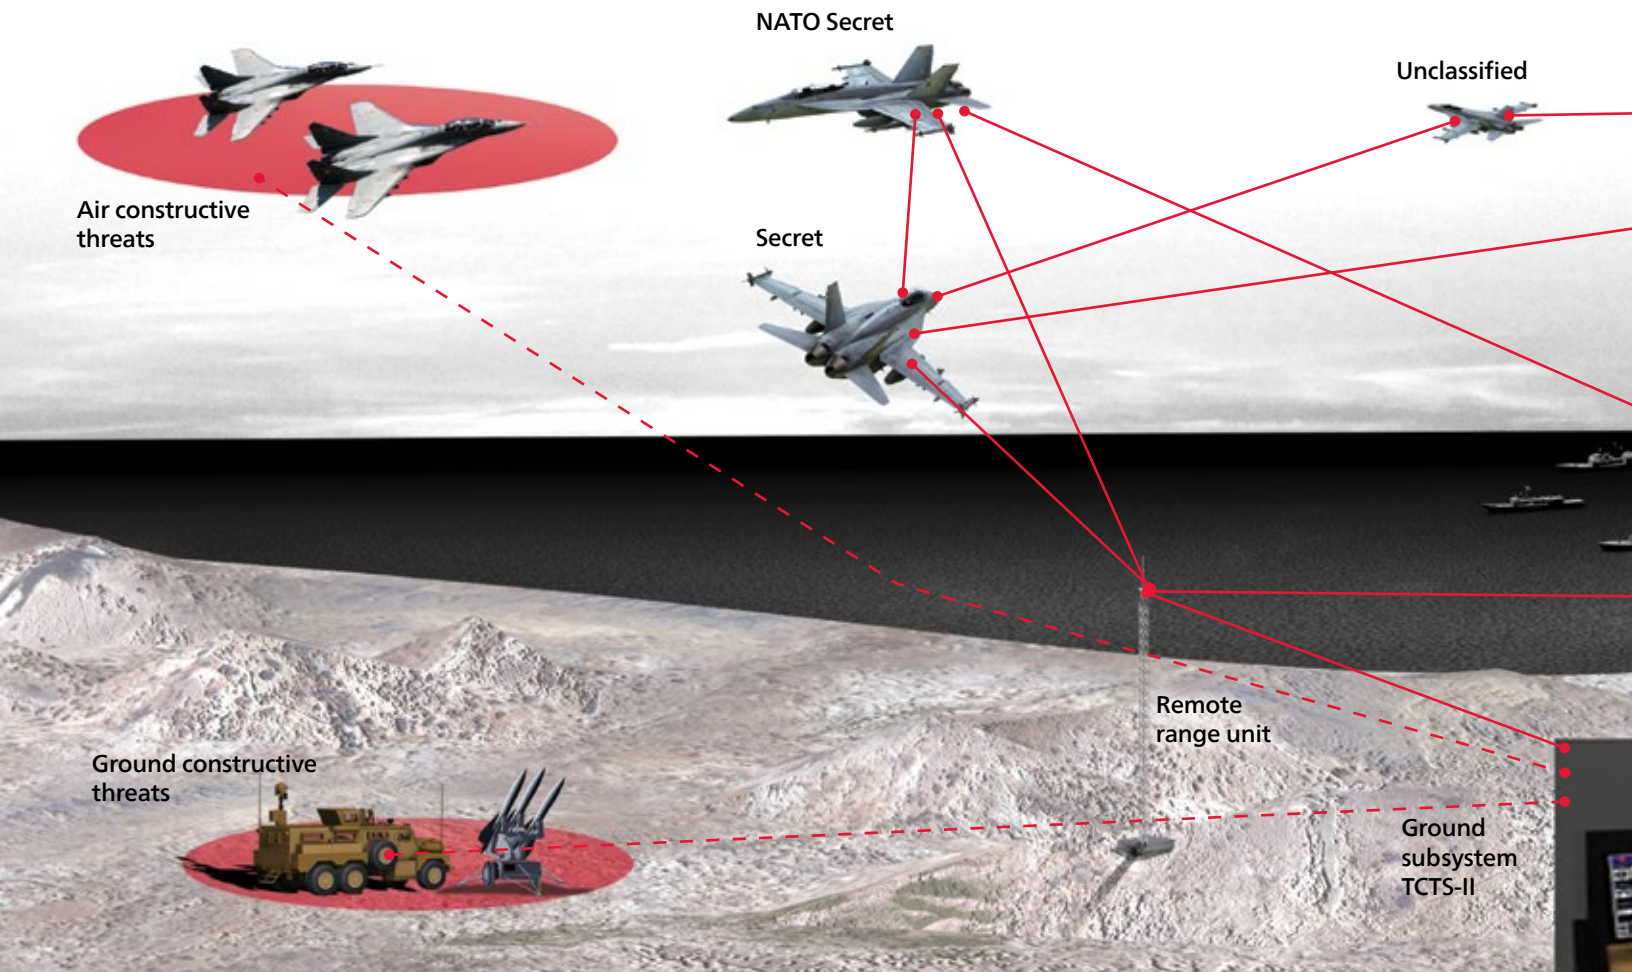 NATO Secret
Unclassified
Air constructive
threats
Secret
Remote
range unit
Ground constructive
threats
Ground
subsystem
TCTS-II